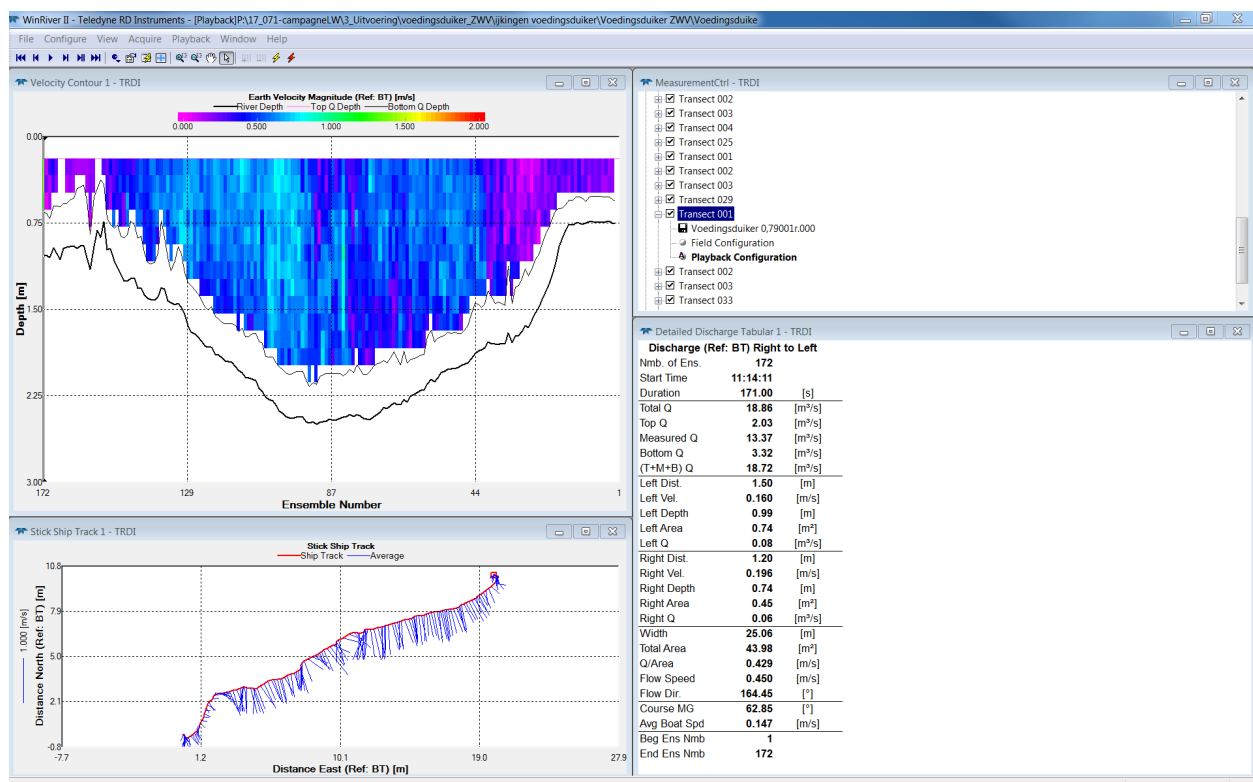 WinRiver II - Teledyne RD Instruments - [Playback]P:\17_071-campagneLW\3_Uitvoering\voedingsduiker_ZWV\ijkingen voedingsduiker\Voedingsduiker ZWV\Voedingsduike
File Configure View Acquire Playback Window Help
Velocity Contour 1 - TRDI
Earth Velocity Magnitude (Ref: BT) [m/s]
River Depth Top Q Depth Bottom Q Depth
0.000 0.500 1.000 1.500 2.000
0.00
0.75
1.50
2.25
3.00
Depth [m]
172 129 87 44 1
Ensemble Number
Stick Ship Track 1 - TRDI
Stick Ship Track
Ship Track Average
10.8
7.9
5.0
2.1
-0.8
1.000 [m/s]
Distance North (Ref: BT) [m]
-7.7 1.2 10.1 19.0 27.9
Distance East (Ref: BT) [m]
MeasurementCtrl - TRDI
Transect 002
Transect 003
Transect 004
Transect 025
Transect 001
Transect 002
Transect 003
Transect 029
Transect 001
Voedingsduiker 0,79001r.000
Field Configuration
Playback Configuration
Transect 002
Transect 003
Transect 033
Detailed Discharge Tabular 1 - TRDI
Discharge (Ref: BT) Right to Left
Nmb. of Ens. 172
Start Time 11:14:11
Duration 171.00 [s]
Total Q 18.86 [m³/s]
Top Q 2.03 [m³/s]
Measured Q 13.37 [m³/s]
Bottom Q 3.32 [m³/s]
(T+M+B) Q 18.72 [m³/s]
Left Dist. 1.50 [m]
Left Vel. 0.160 [m/s]
Left Depth 0.99 [m]
Left Area 0.74 [m²]
Left Q 0.08 [m³/s]
Right Dist. 1.20 [m]
Right Vel. 0.196 [m/s]
Right Depth 0.74 [m]
Right Area 0.45 [m²]
Right Q 0.06 [m³/s]
Width 25.06 [m]
Total Area 43.98 [m²]
Q/Area 0.429 [m/s]
Flow Speed 0.450 [m/s]
Flow Dir. 164.45 [°]
Course MG 62.85 [°]
Avg Boat Spd 0.147 [m/s]
Beg Ens Nmb 1
End Ens Nmb 172